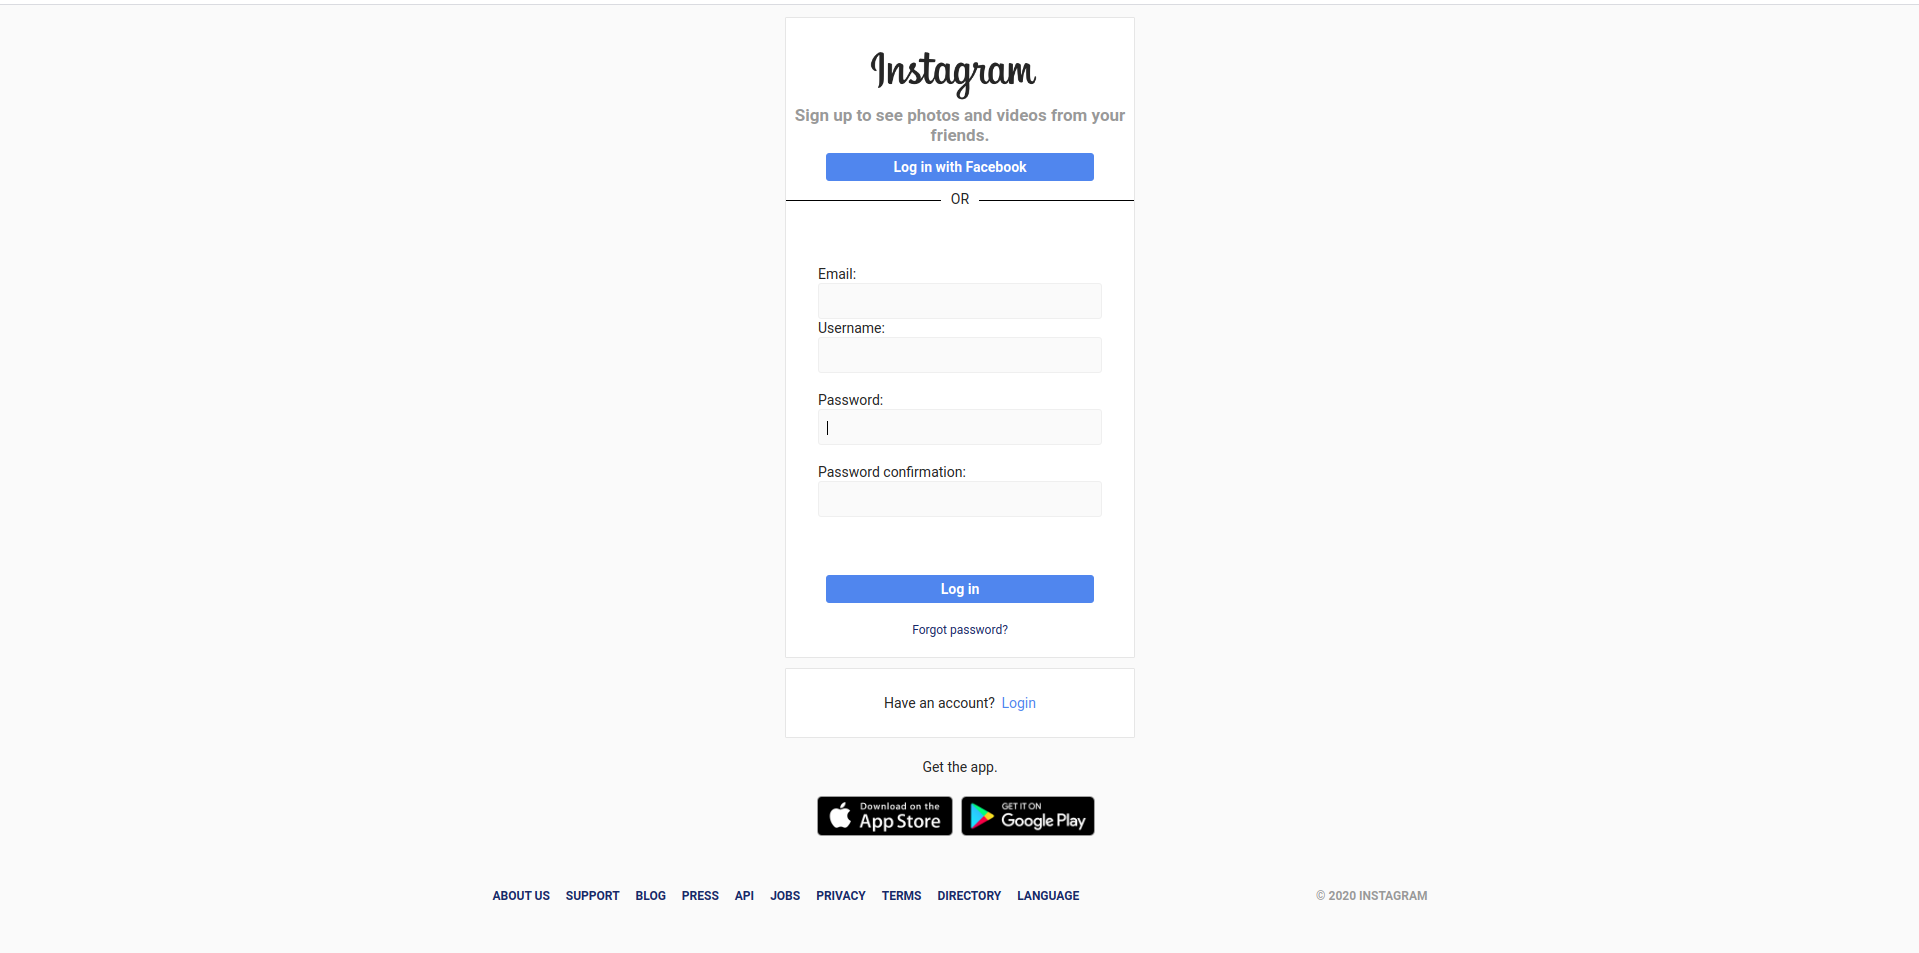 Instagram
Sign up to see photos and videos from your
friends.
Log in with Facebook
OR
Email:
Username:
Password:
Password confirmation:
Log in
Forgot password?
Have an account? Login
Get the app.
Download on the
App Store
GET IT ON
Google Play
ABOUT US SUPPORT BLOG PRESS API JOBS PRIVACY TERMS DIRECTORY LANGUAGE © 2020 INSTAGRAM